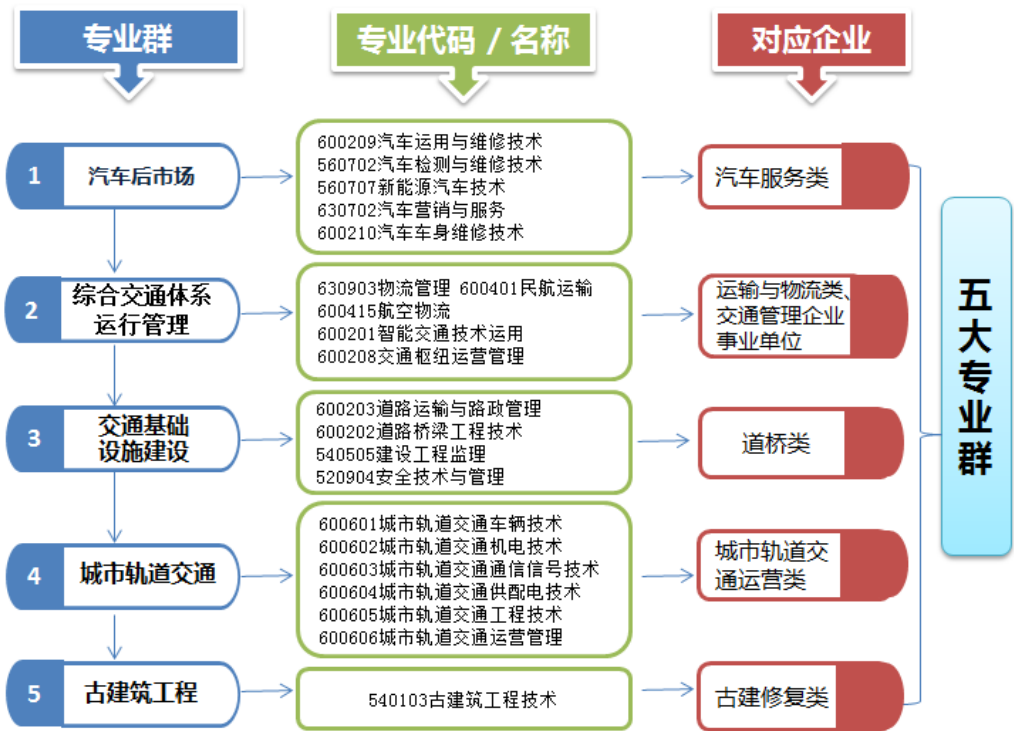 专业群
专业代码 / 名称
对应企业
1
汽车后市场
600209汽车运用与维修技术
560702汽车检测与维修技术
560707新能源汽车技术
630702汽车营销与服务
600210汽车车身维修技术
汽车服务类
2
综合交通体系
运行管理
630903物流管理 600401民航运输
600415航空物流
600201智能交通技术运用
600208交通枢纽运营管理
运输与物流类、
交通管理企业
事业单位
3
交通基础
设施建设
600203道路运输与路政管理
600202道路桥梁工程技术
540505建设工程监理
520904安全技术与管理
道桥类
4
城市轨道交通
600601城市轨道交通车辆技术
600602城市轨道交通机电技术
600603城市轨道交通通信信号技术
600604城市轨道交通供配电技术
600605城市轨道交通工程技术
600606城市轨道交通运营管理
城市轨道交
通运营类
5
古建筑工程
540103古建筑工程技术
古建修复类
五大专业群